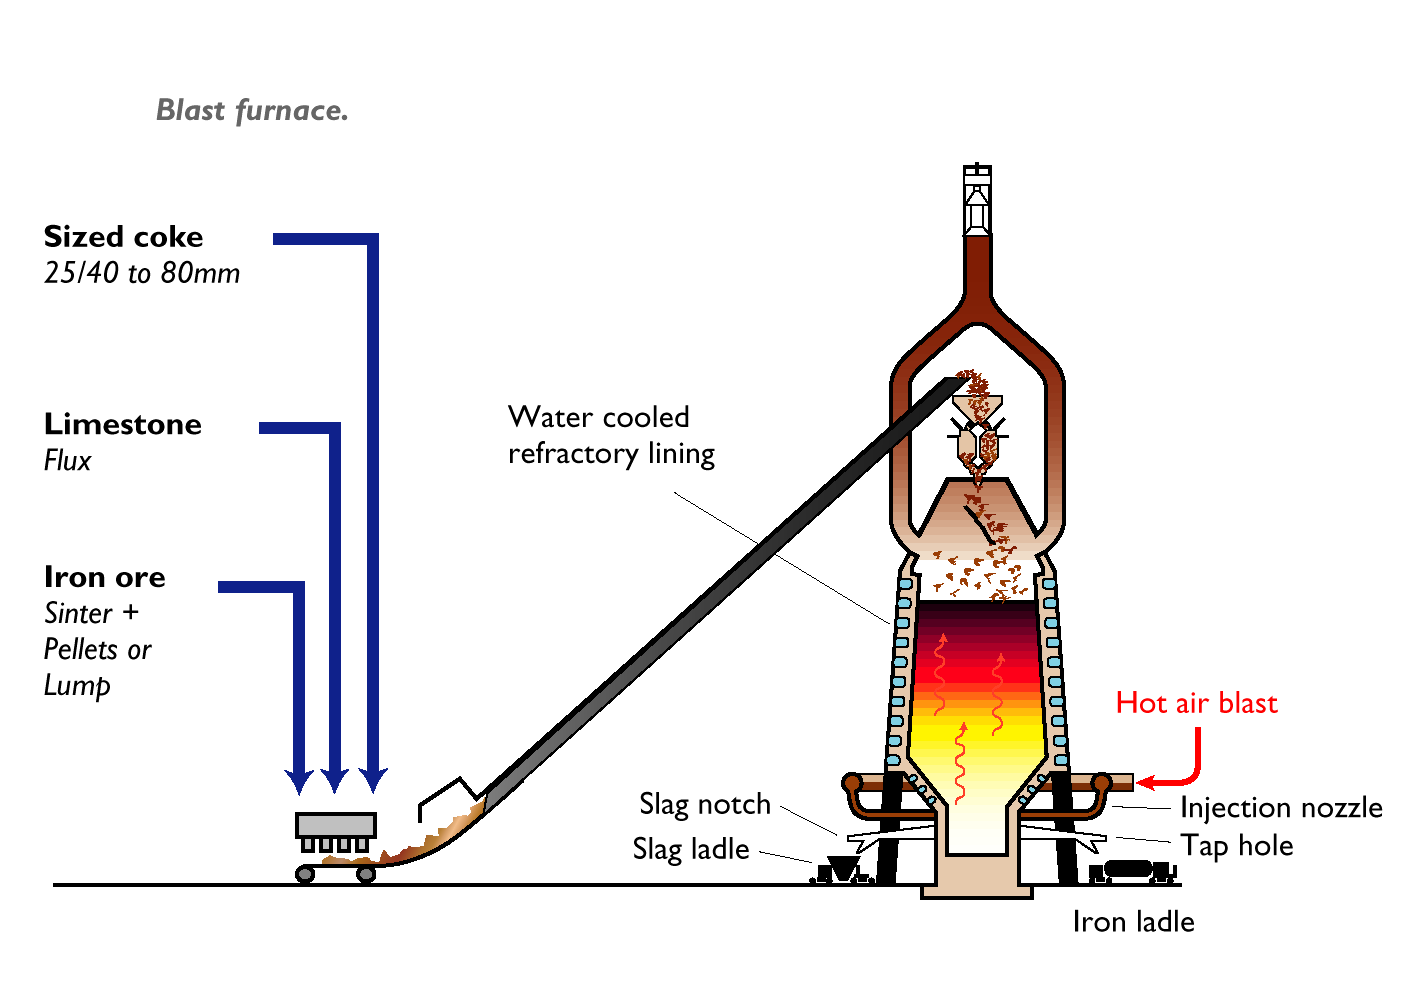 Blast furnace.
Sized coke
25/40 to 80mm
Limestone
Flux
Iron ore
Sinter +
Pellets or
Lump
Water cooled
refractory lining
Hot air blast
Slag notch
Injection nozzle
Slag ladle
Tap hole
Iron ladle